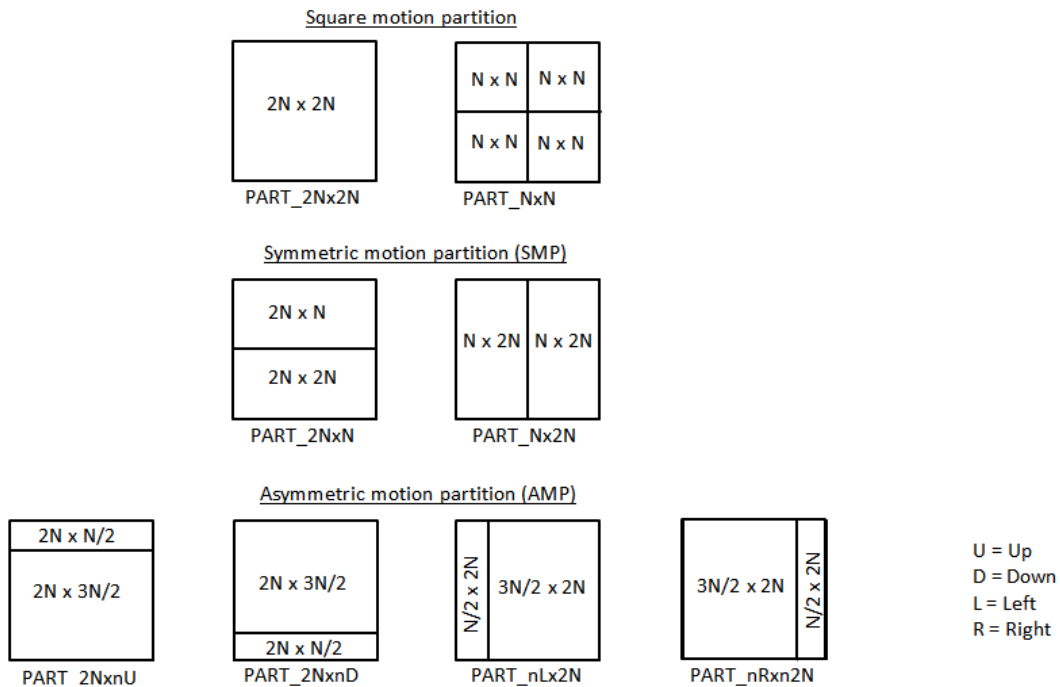 Square motion partition
2N x 2N
N x N N x N
N x N N x N
PART_2Nx2N
PART_NxN
Symmetric motion partition (SMP)
2N x N
2N x 2N
N x 2N N x 2N
PART_2NxN
PART_Nx2N
Asymmetric motion partition (AMP)
2N x N/2
2N x 3N/2
2N x 3N/2
2N x N/2
N/2 x 2N
3N/2 x 2N
3N/2 x 2N
N/2 x 2N
PART_2NxnU
PART_2NxnD
PART_nLx2N
PART_nRxn2N
U = Up
D = Down
L = Left
R = Right